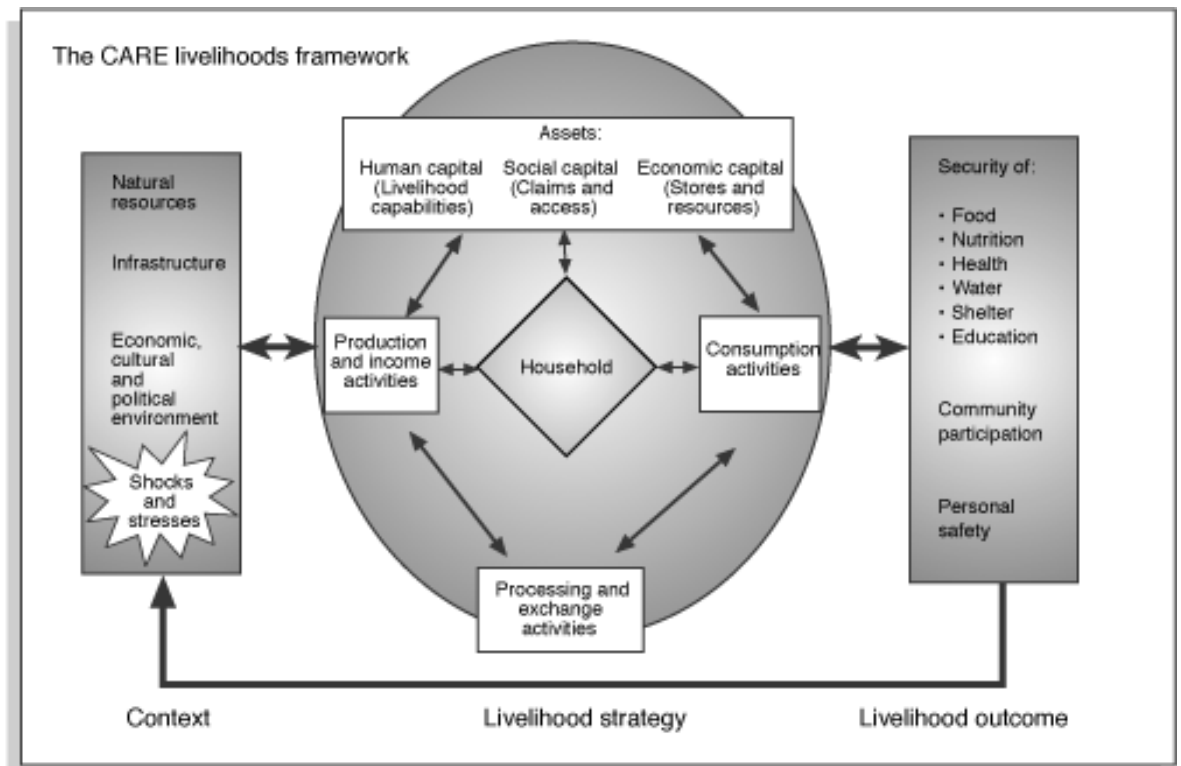 The CARE livelihoods framework
Natural
resources
Infrastructure
Economic,
cultural
and
political
environment
Shocks
and
stresses
Assets:
Human capital
(Livelihood
capabilities)
Social capital
(Claims and
access)
Economic capital
(Stores and
resources)
Production
and income
activities
Household
Consumption
activities
Processing and
exchange
activities
Security of:
• Food
• Nutrition
• Health
• Water
• Shelter
• Education
Community
participation
Personal
safety
Context
Livelihood strategy
Livelihood outcome